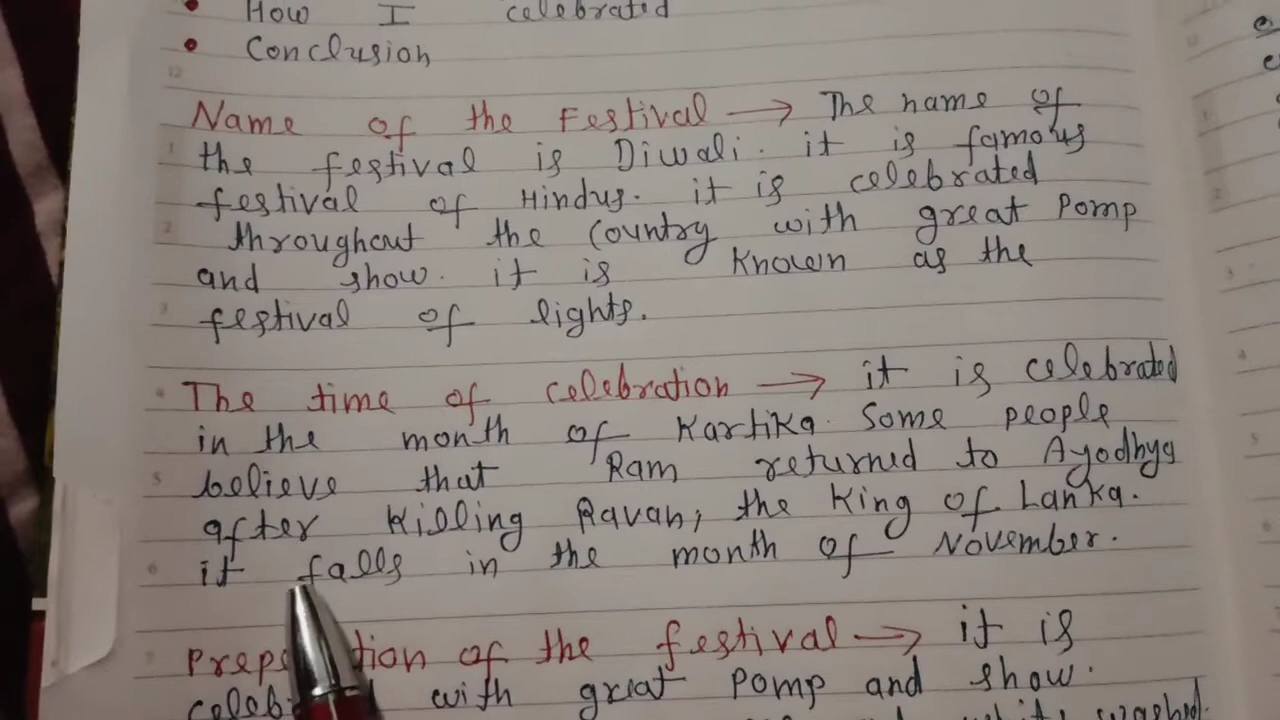 • How I celebrated
• Conclusion
Name of the Festival → The name of
the festival is Diwali. it is famous
festival of Hindus. it is celebrated
throughout the country with great Pomp
and show. it is known as the
festival of lights.
The time of celebration → it is celebrated
in the month of Kartika. Some people
believe that Ram returned to Ayodhya
after killing Ravan, the King of Lanka.
it falls in the month of November.
tion of the festival → it is
with great Pomp and show.
washed.